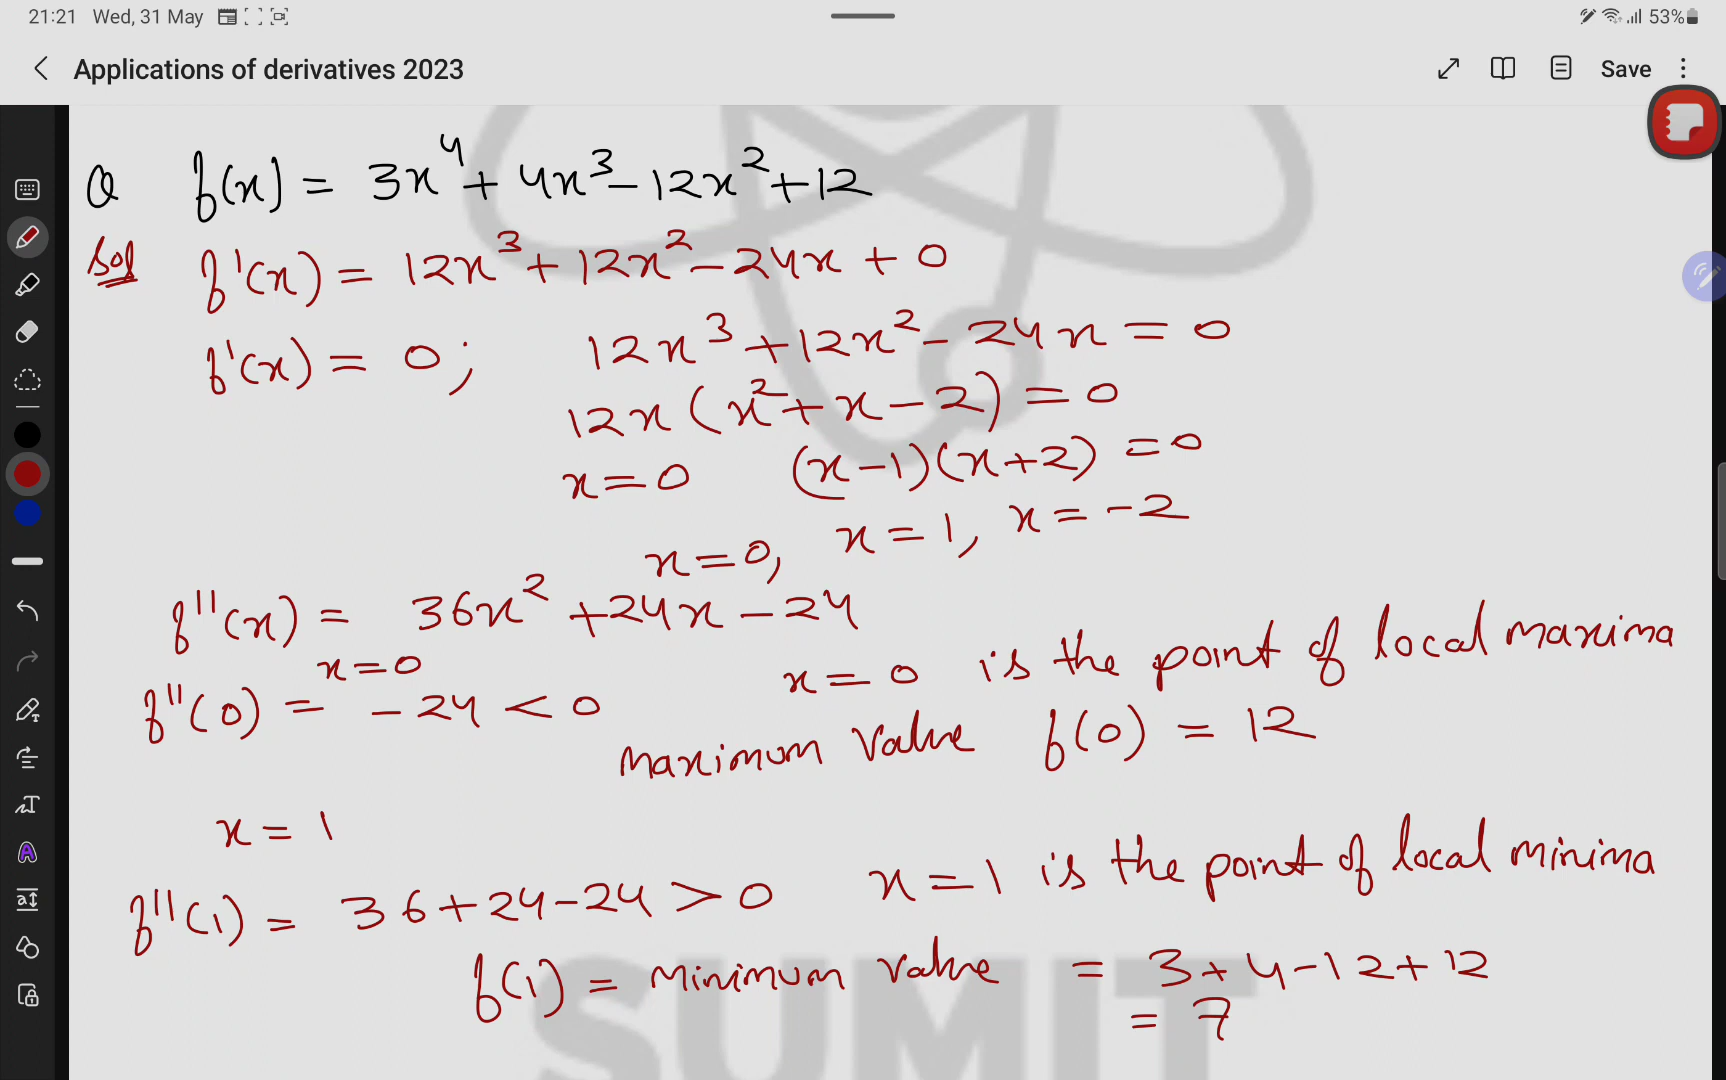 21:21 Wed, 31 May 53%
Applications of derivatives 2023 Save
Q f(x) = 3x⁴ + 4x³ - 12x² + 12
Sol f'(x) = 12x³ + 12x² - 24x + 0
f'(x) = 0; 12x³ + 12x² - 24x = 0
12x (x² + x - 2) = 0
x = 0 (x-1)(x+2) = 0
x = 0, x = 1, x = -2
f''(x) = 36x² + 24x - 24
x = 0
f''(0) = -24 < 0 x = 0 is the point of local maxima
maximum value f(0) = 12
x = 1
f''(1) = 36 + 24 - 24 > 0 x = 1 is the point of local minima
f(1) = minimum value = 3 + 4 - 12 + 12
= 7
SUMIT